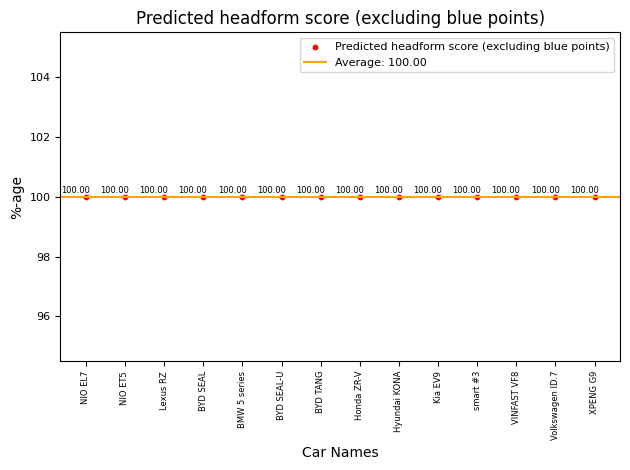 Predicted headform score (excluding blue points)
Predicted headform score (excluding blue points)
Average: 100.00
%-age
104
102
100
98
96
100.00 100.00 100.00 100.00 100.00 100.00 100.00 100.00 100.00 100.00 100.00 100.00 100.00 100.00
NIO EL7
NIO ET5
Lexus RZ
BYD SEAL
BMW 5 series
BYD SEAL-U
BYD TANG
Honda ZR-V
Hyundai KONA
Kia EV9
smart #3
VINFAST VF8
Volkswagen ID.7
XPENG G9
Car Names